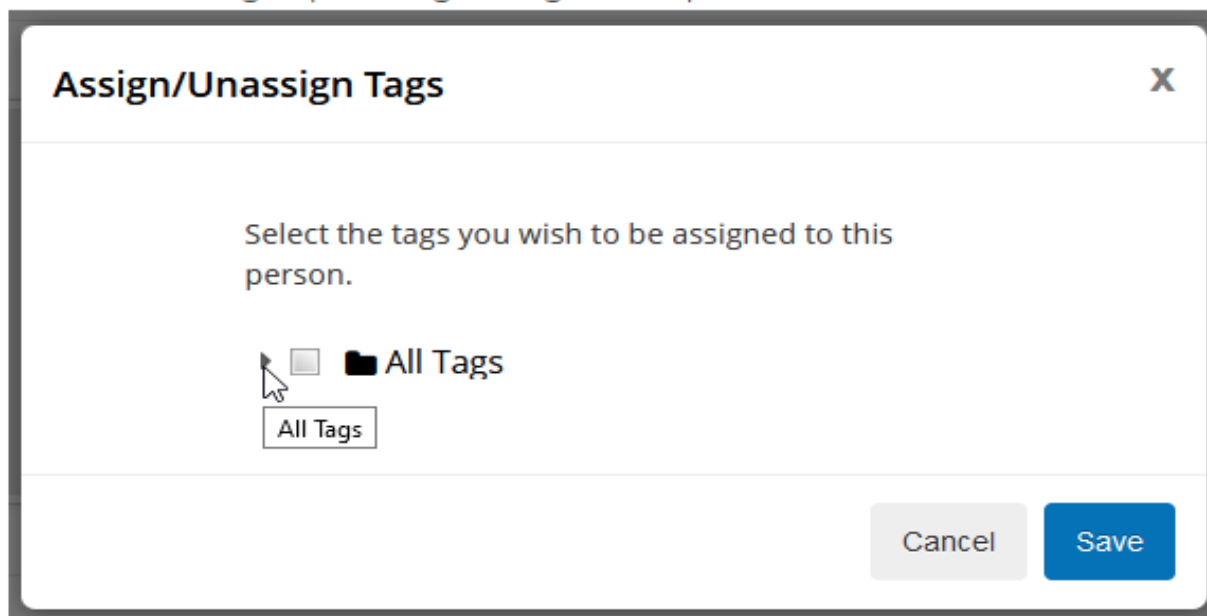 Assign/Unassign Tags
X
Select the tags you wish to be assigned to this
person.
All Tags
All Tags
Cancel
Save